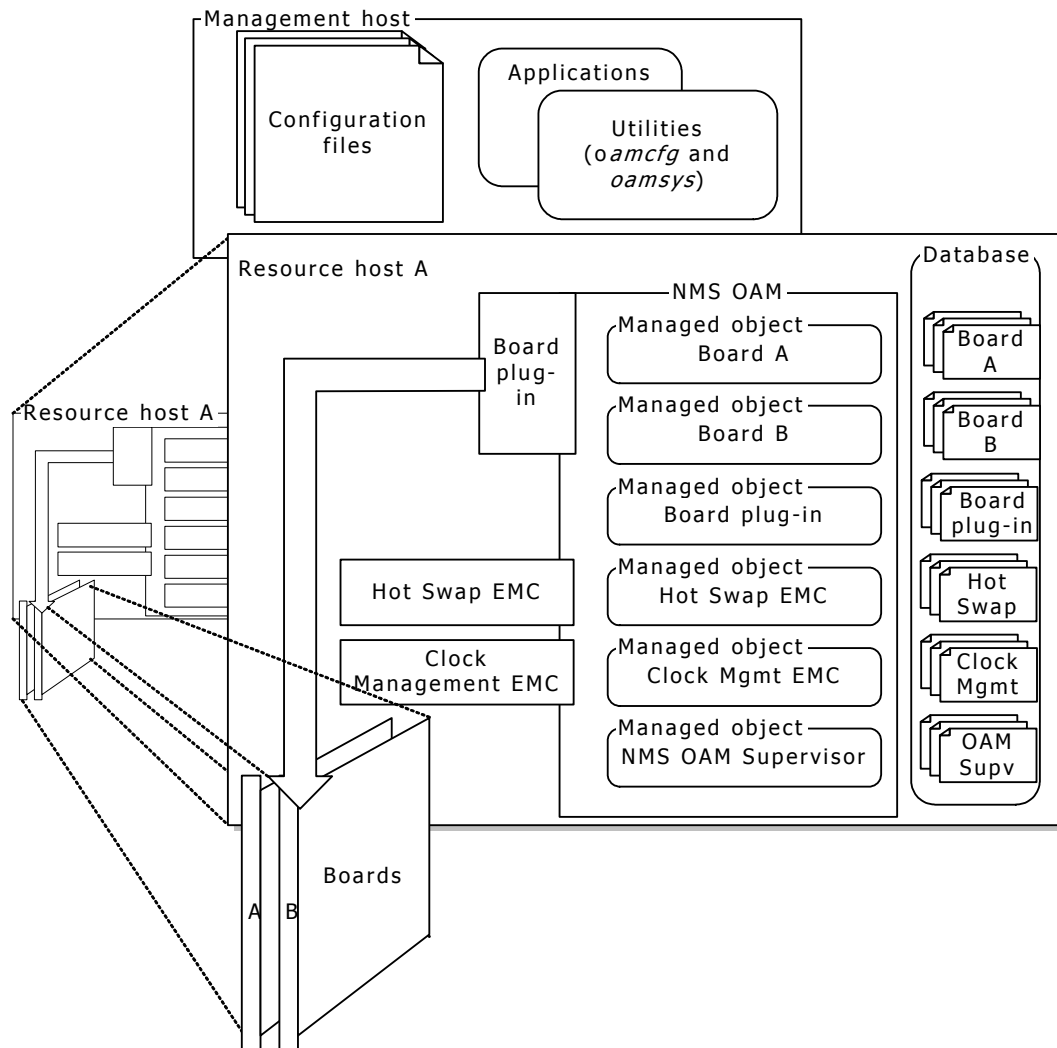 Management host
Configuration
files
Applications
Utilities
(oamcfg and
oamsys)
Resource host A
Database
NMS OAM
Board
plug-
in
Managed object
Board A
Board
A
Managed object
Board B
Board
B
Resource host A
Managed object
Board plug-in
Board
plug-in
Hot Swap EMC
Managed object
Hot Swap EMC
Hot
Swap
Clock
Management EMC
Managed object
Clock Mgmt EMC
Clock
Mgmt
Managed object
NMS OAM Supervisor
OAM
Supv
Boards
A
B